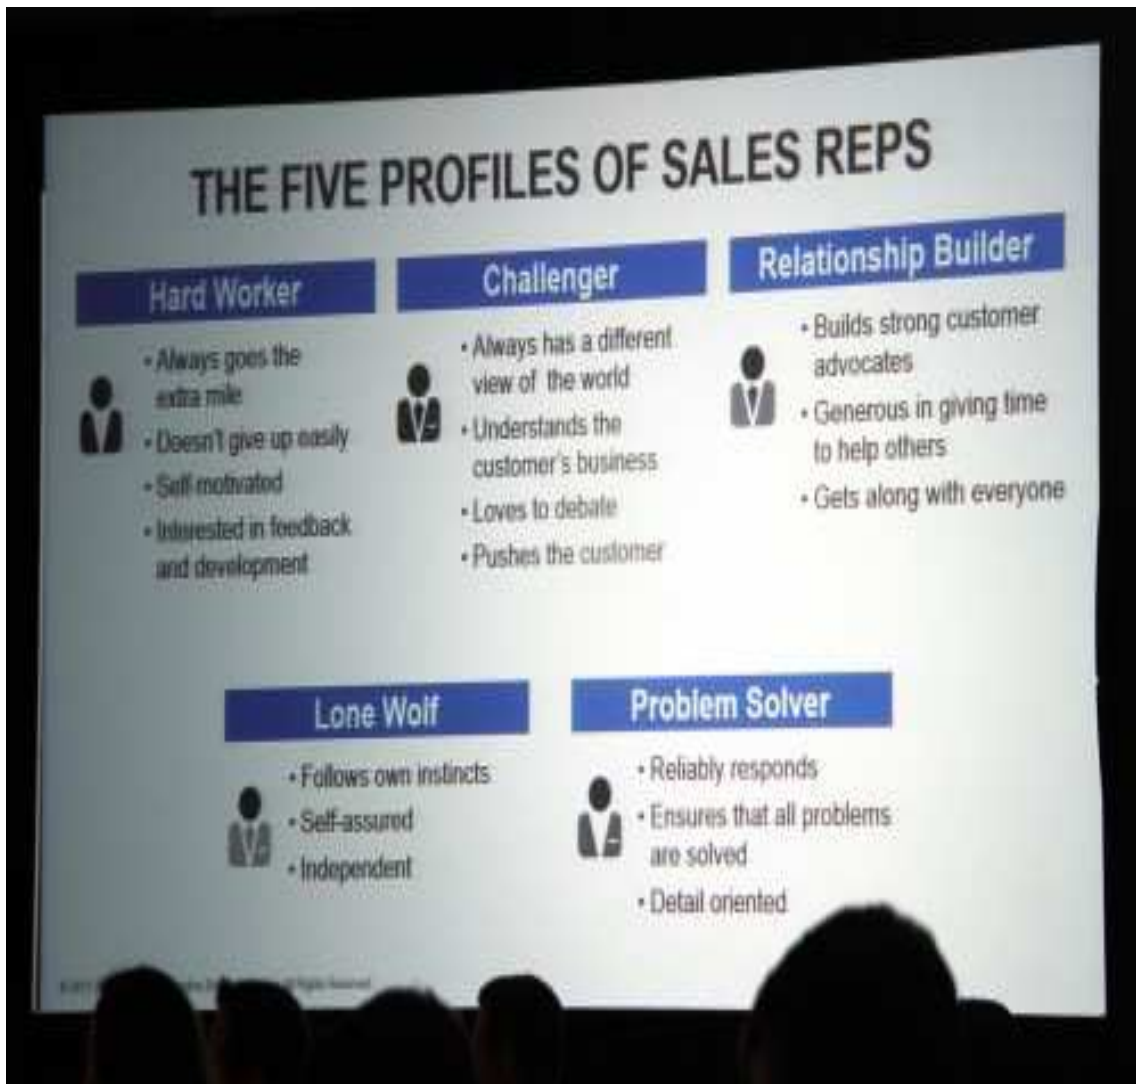 THE FIVE PROFILES OF SALES REPS
Hard Worker
• Always goes the
extra mile
• Doesn't give up easily
• Self-motivated
• Interested in feedback
and development
Challenger
• Always has a different
view of the world
• Understands the
customer's business
• Loves to debate
• Pushes the customer
Relationship Builder
• Builds strong customer
advocates
• Generous in giving time
to help others
• Gets along with everyone
Lone Wolf
• Follows own instincts
• Self-assured
• Independent
Problem Solver
• Reliably responds
• Ensures that all problems
are solved
• Detail oriented
All Rights Reserved